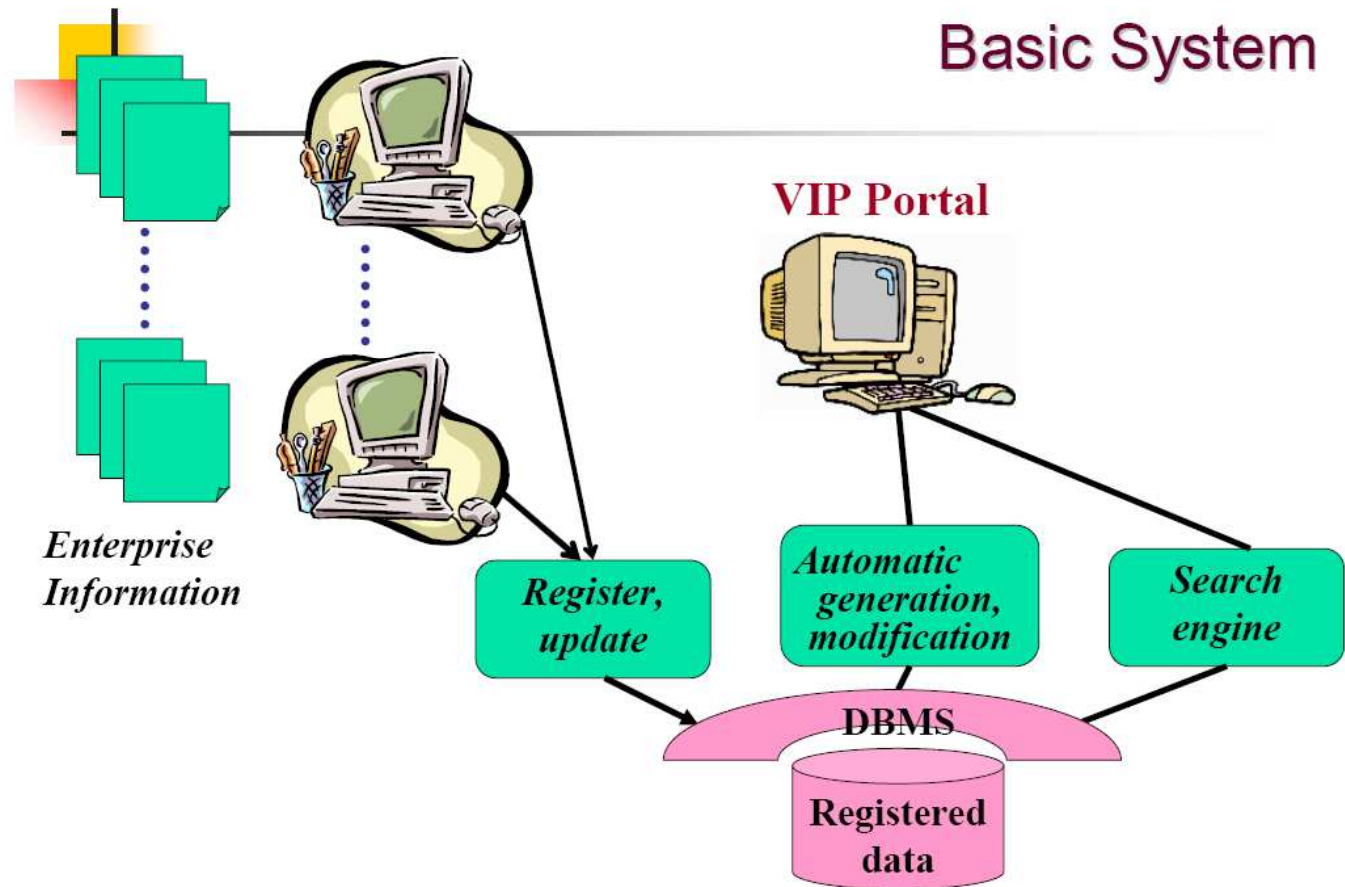 Basic System
VIP Portal
Enterprise
Information
Register,
update
Automatic
generation,
modification
Search
engine
DBMS
Registered
data